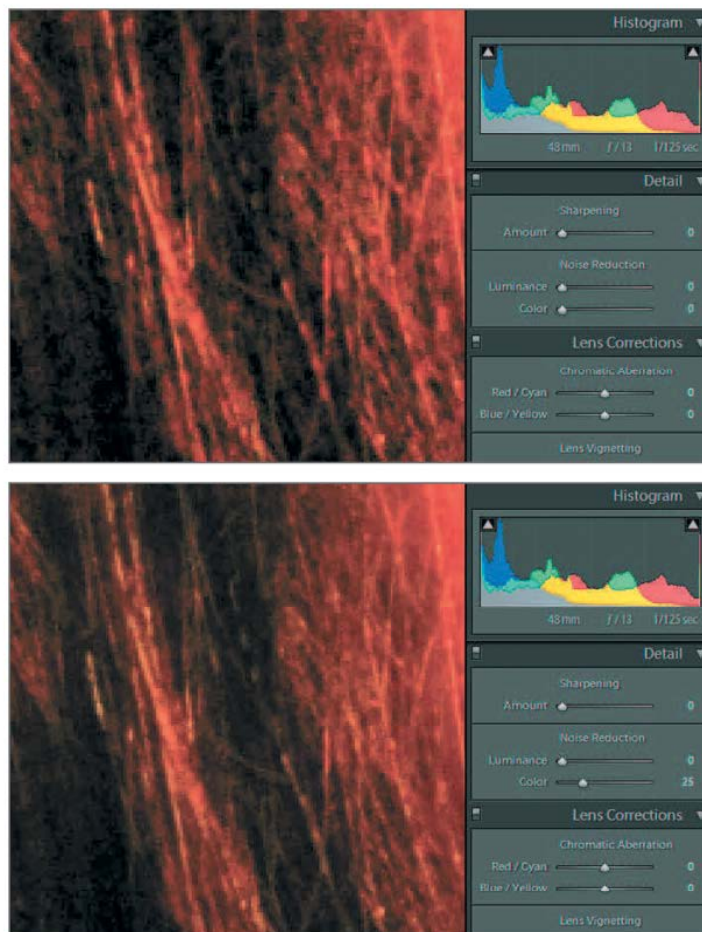 Histogram
48 mm ƒ / 13 1/125 sec
Detail
Sharpening
Amount 0
Noise Reduction
Luminance 0
Color 0
Lens Corrections
Chromatic Aberration
Red / Cyan 0
Blue / Yellow 0
Lens Vignetting
Histogram
48 mm ƒ / 13 1/125 sec
Detail
Sharpening
Amount 0
Noise Reduction
Luminance 0
Color 25
Lens Corrections
Chromatic Aberration
Red / Cyan 0
Blue / Yellow 0
Lens Vignetting